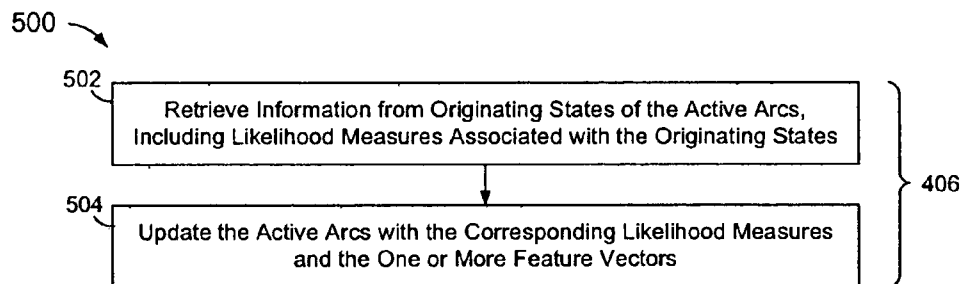 500
502
Retrieve Information from Originating States of the Active Arcs,
Including Likelihood Measures Associated with the Originating States
406
504
Update the Active Arcs with the Corresponding Likelihood Measures
and the One or More Feature Vectors